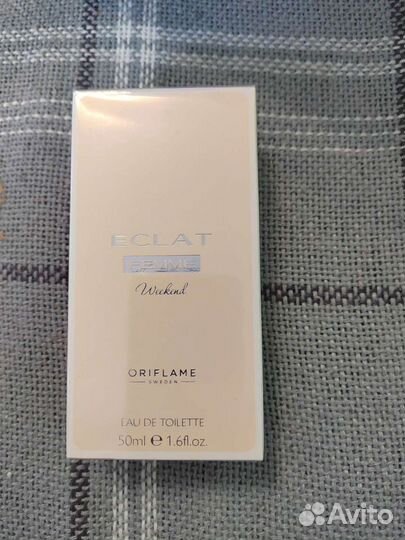 ECLAT
FEMME
Weekend
ORIFLAME
SWEDEN
EAU DE TOILETTE
50ml e 1.6fl.oz.
Avito